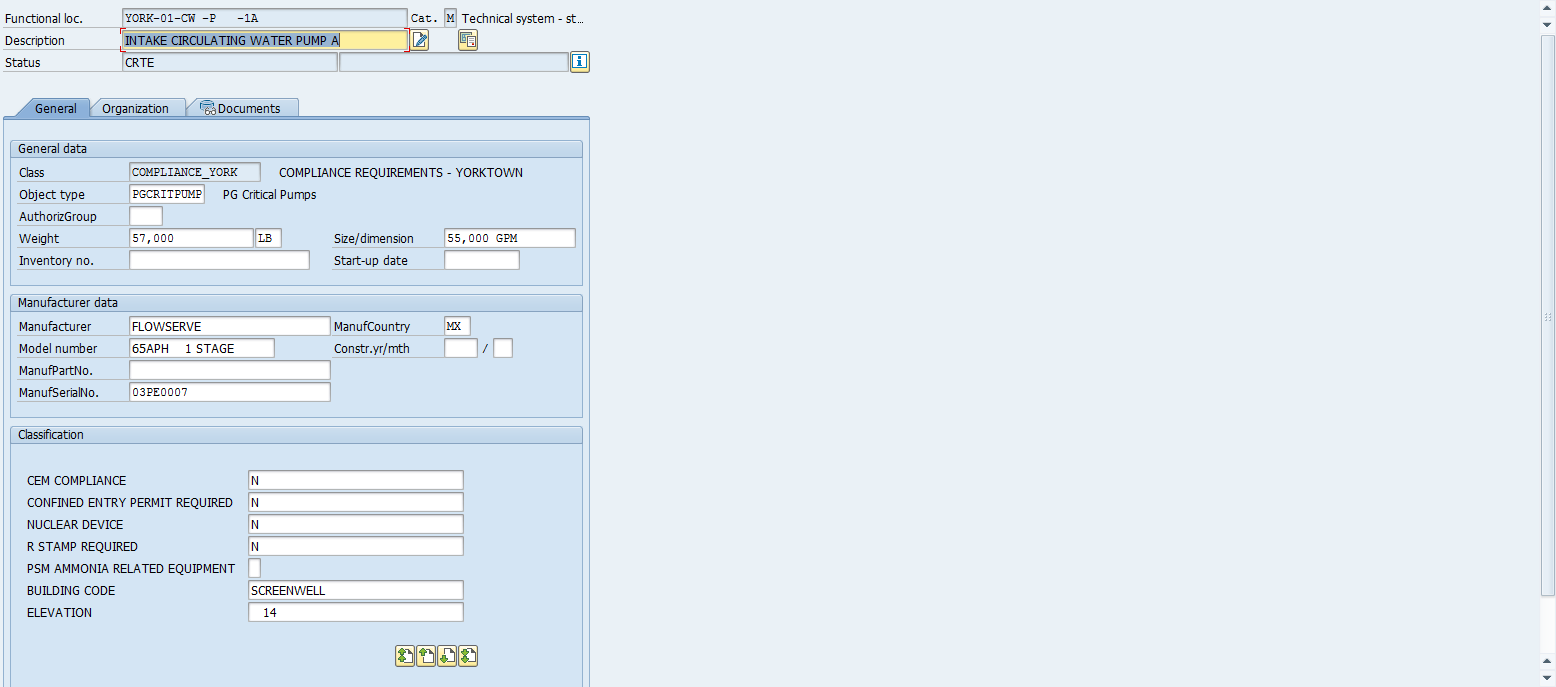 Functional loc. YORK-01-CW -P   -1A Cat. M Technical system - st...
Description INTAKE CIRCULATING WATER PUMP A
Status CRTE
General Organization Documents
General data
Class COMPLIANCE_YORK COMPLIANCE REQUIREMENTS - YORKTOWN
Object type PGCRITPUMP PG Critical Pumps
AuthorizGroup
Weight 57,000 LB Size/dimension 55,000 GPM
Inventory no. Start-up date
Manufacturer data
Manufacturer FLOWSERVE ManufCountry MX
Model number 65APH   1 STAGE Constr.yr/mth /
ManufPartNo.
ManufSerialNo. 03PE0007
Classification
CEM COMPLIANCE N
CONFINED ENTRY PERMIT REQUIRED N
NUCLEAR DEVICE N
R STAMP REQUIRED N
PSM AMMONIA RELATED EQUIPMENT
BUILDING CODE SCREENWELL
ELEVATION 14